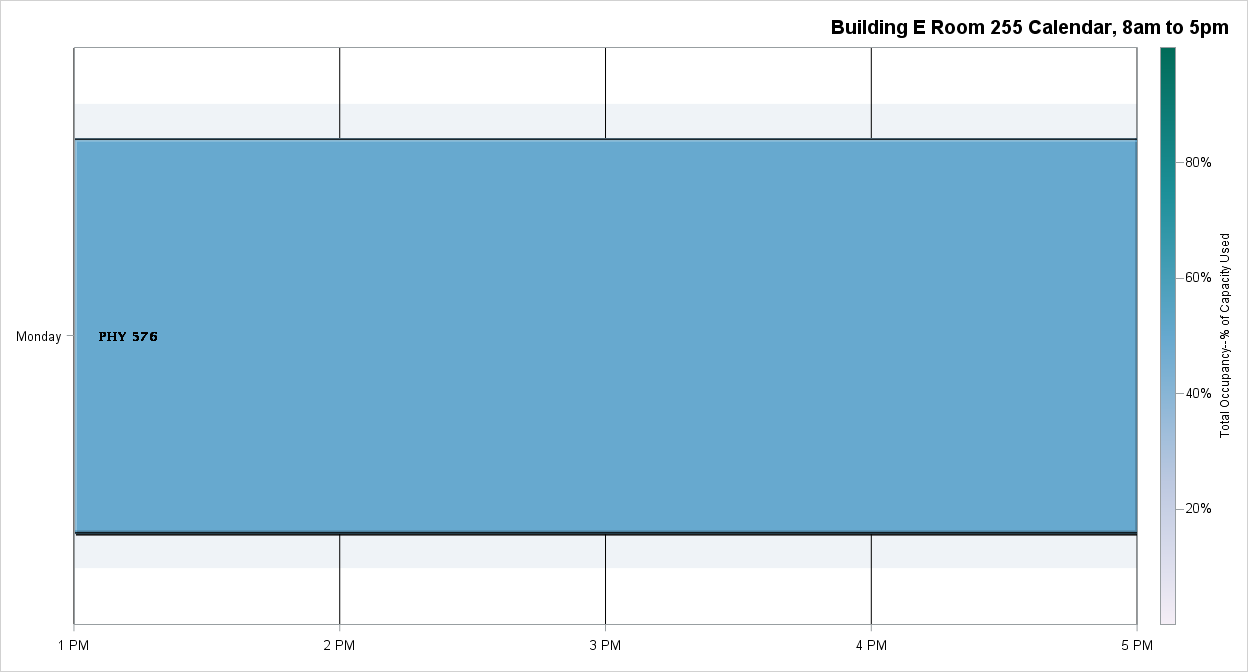 Building E Room 255 Calendar, 8am to 5pm
80%
60%
40%
20%
Total Occupancy--% of Capacity Used
Monday
PHY 576
1 PM
2 PM
3 PM
4 PM
5 PM